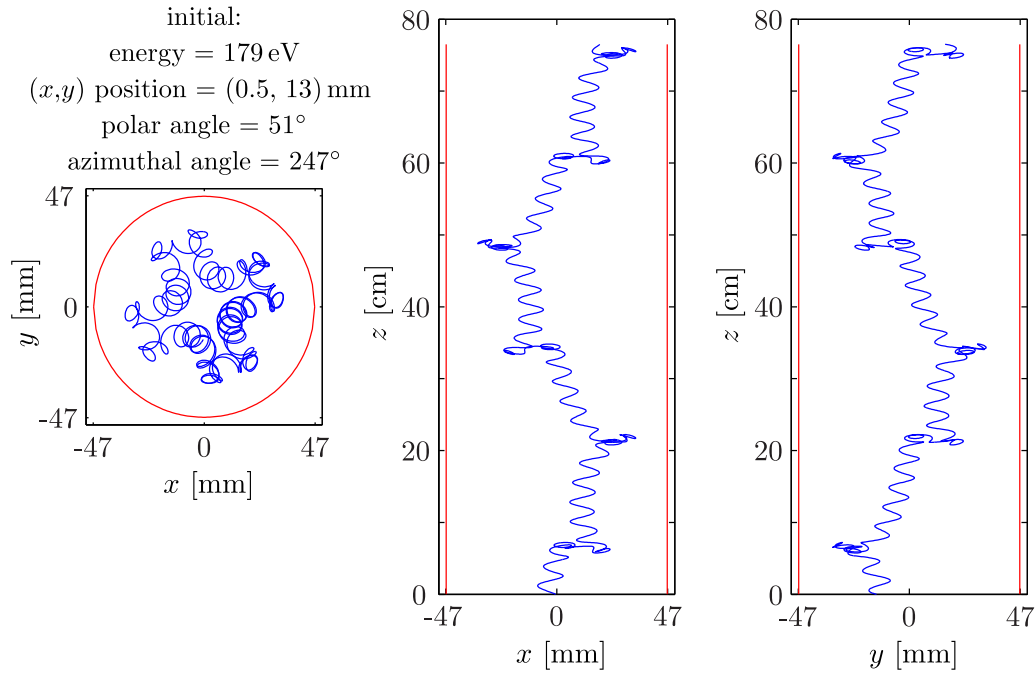 initial:
energy = 179 eV
(x,y) position = (0.5, 13) mm
polar angle = 51°
azimuthal angle = 247°
47
0
-47
y [mm]
-47 0 47
x [mm]
80
60
40
20
0
z [cm]
-47 0 47
x [mm]
80
60
40
20
0
z [cm]
-47 0 47
y [mm]